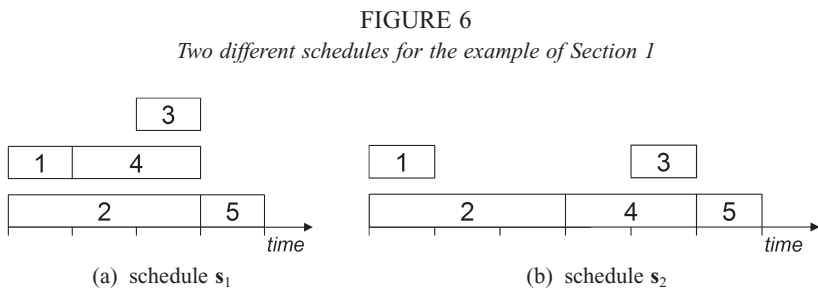 FIGURE 6
Two different schedules for the example of Section 1
3
1 4
2 5
time
(a) schedule s₁
1 3
2 4 5
time
(b) schedule s₂